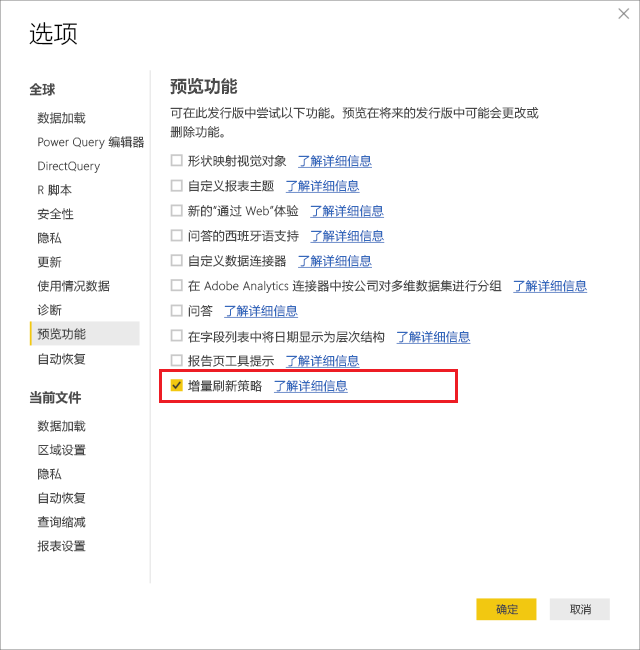 选项
全球
数据加载
Power Query 编辑器
DirectQuery
R 脚本
安全性
隐私
更新
使用情况数据
诊断
预览功能
自动恢复
当前文件
数据加载
区域设置
隐私
自动恢复
查询缩减
报表设置
预览功能
可在此发行版中尝试以下功能。预览在将来的发行版中可能会更改或
删除功能。
形状映射视觉对象 了解详细信息
自定义报表主题 了解详细信息
新的“通过 Web”体验 了解详细信息
问答的西班牙语支持 了解详细信息
自定义数据连接器 了解详细信息
在 Adobe Analytics 连接器中按公司对多维数据集进行分组 了解详细信息
问答 了解详细信息
在字段列表中将日期显示为层次结构 了解详细信息
报告页工具提示 了解详细信息
增量刷新策略 了解详细信息
确定
取消